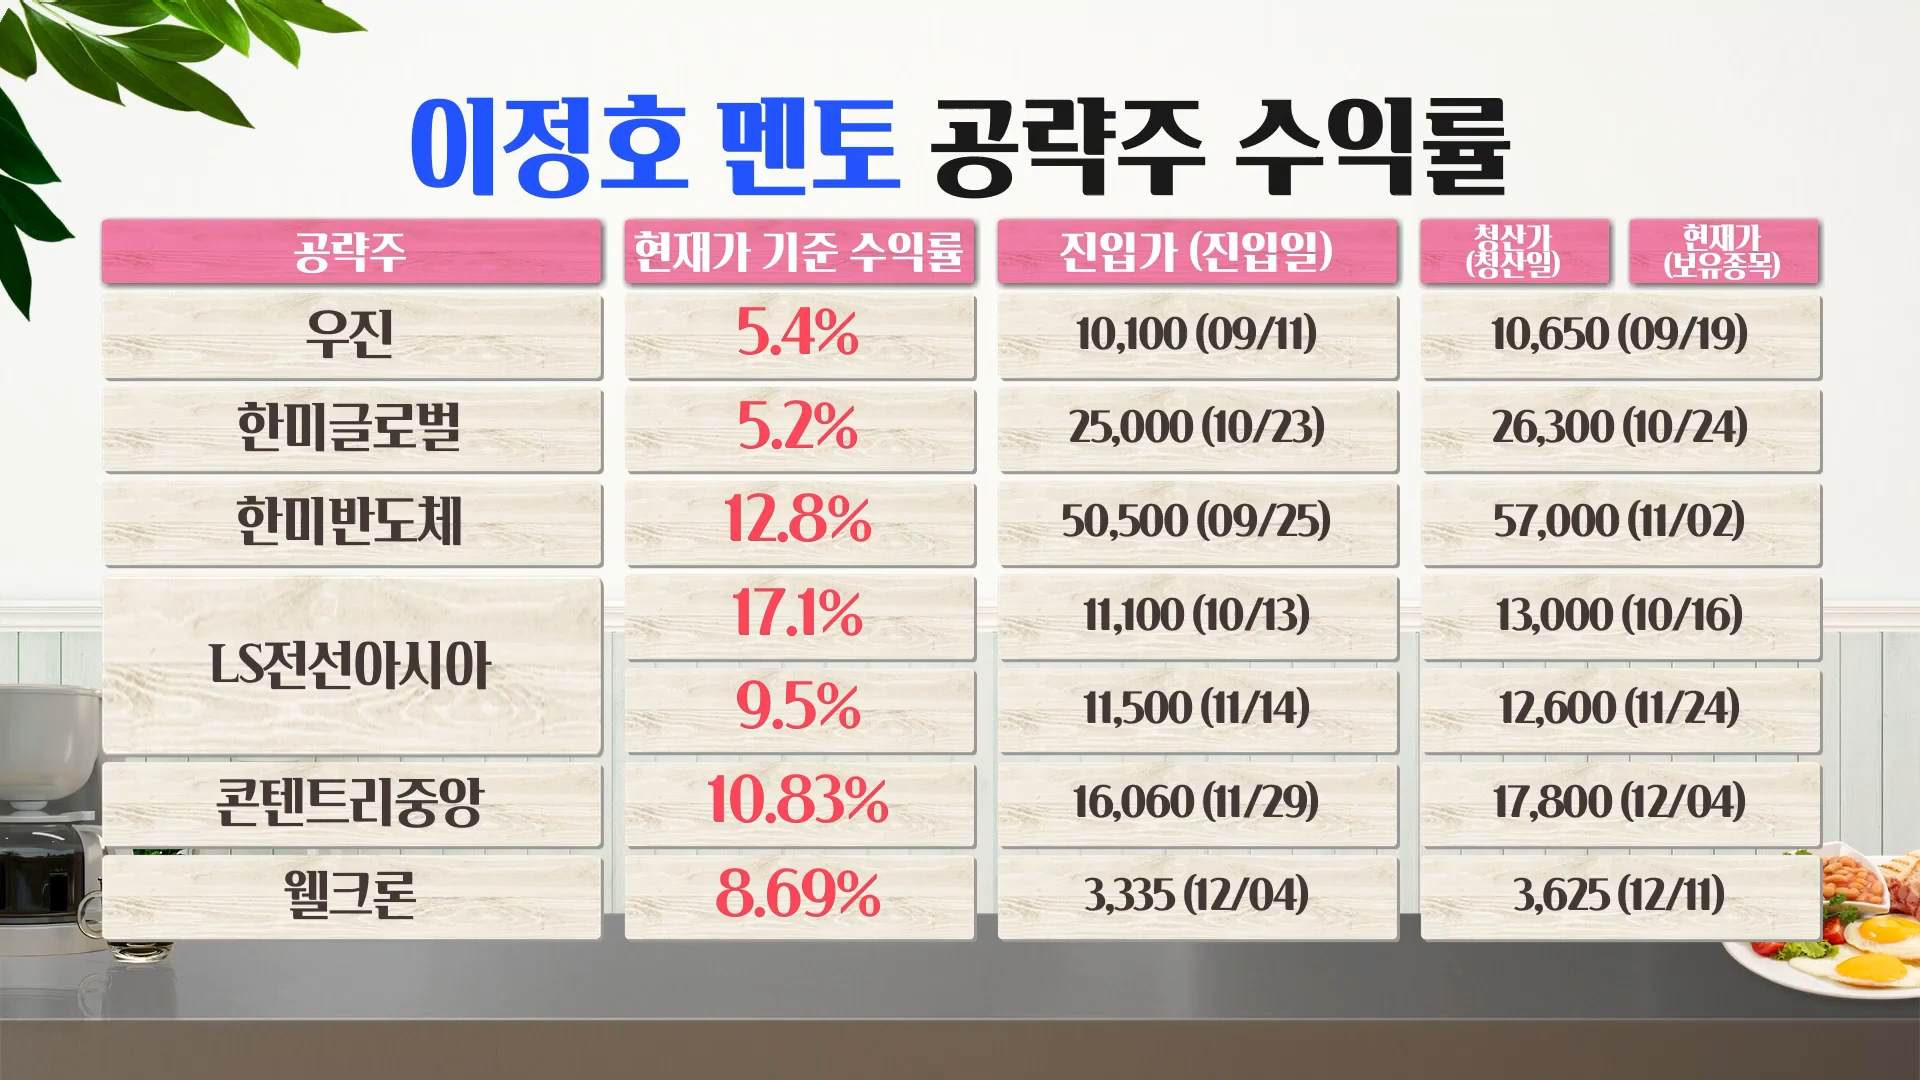 이정호 멘토 공략주 수익률
공략주 현재가 기준 수익률 진입가 (진입일) 청산가 (청산일) 현재가 (보유종목)
우진 5.4% 10,100 (09/11) 10,650 (09/19)
한미글로벌 5.2% 25,000 (10/23) 26,300 (10/24)
한미반도체 12.8% 50,500 (09/25) 57,000 (11/02)
LS전선아시아 17.1% 11,100 (10/13) 13,000 (10/16)
9.5% 11,500 (11/14) 12,600 (11/24)
콘텐트리중앙 10.83% 16,060 (11/29) 17,800 (12/04)
웰크론 8.69% 3,335 (12/04) 3,625 (12/11)